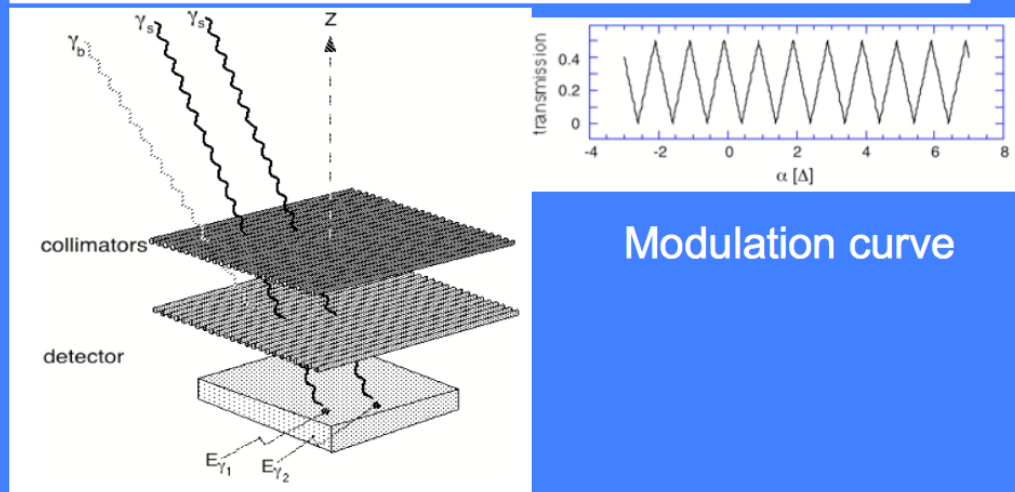 γb
γs
γs
Z
collimators
detector
Eγ1
Eγ2
transmission
0.4
0.2
0
-4
-2
0
2
4
6
8
α [Δ]
Modulation curve